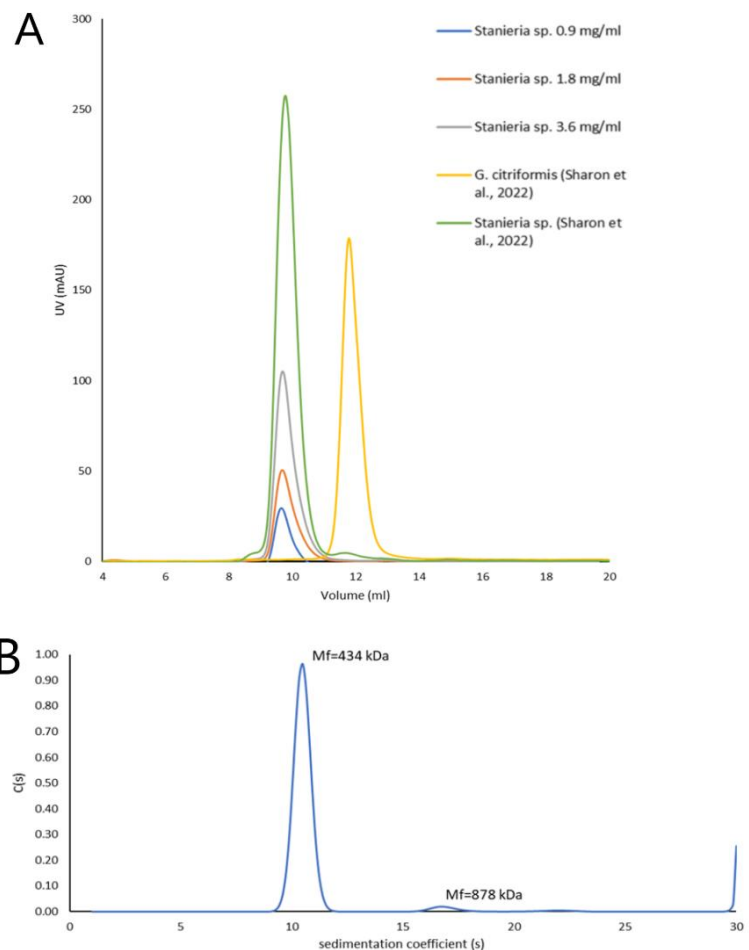 A
300
250
200
150
100
50
0
UV (mAU)
4 6 8 10 12 14 16 18 20
Volume (ml)
Stanieria sp. 0.9 mg/ml
Stanieria sp. 1.8 mg/ml
Stanieria sp. 3.6 mg/ml
G. citriformis (Sharon et
al., 2022)
Stanieria sp. (Sharon et
al., 2022)
B
1.00
0.90
0.80
0.70
0.60
0.50
0.40
0.30
0.20
0.10
0.00
C(s)
Mf=434 kDa
Mf=878 kDa
0 5 10 15 20 25 30
sedimentation coefficient (s)